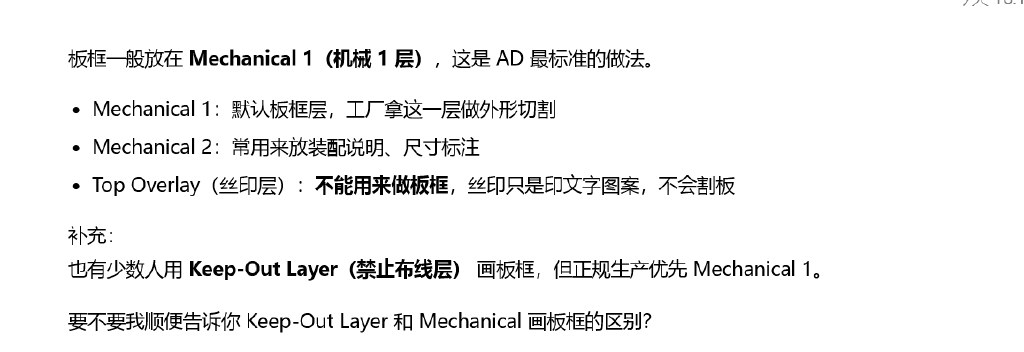 板框一般放在 Mechanical 1（机械 1 层），这是 AD 最标准的做法。
• Mechanical 1：默认板框层，工厂拿这一层做外形切割
• Mechanical 2：常用来放装配说明、尺寸标注
• Top Overlay（丝印层）：不能用来做板框，丝印只是印文字图案，不会割板
补充：
也有少数人用 Keep-Out Layer（禁止布线层） 画板框，但正规生产优先 Mechanical 1。
要不要我顺便告诉你 Keep-Out Layer 和 Mechanical 画板框的区别？